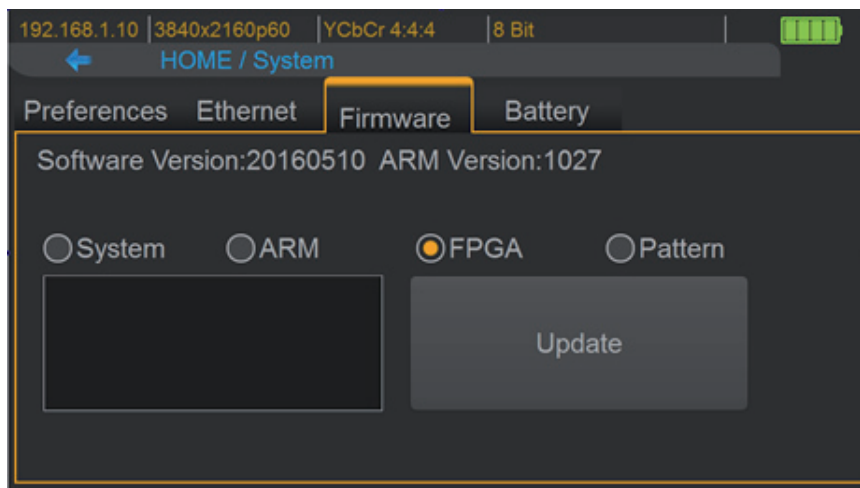 192.168.1.10 3840x2160p60 YCbCr 4:4:4 8 Bit
HOME / System
Preferences Ethernet Firmware Battery
Software Version:20160510 ARM Version:1027
System ARM FPGA Pattern
Update